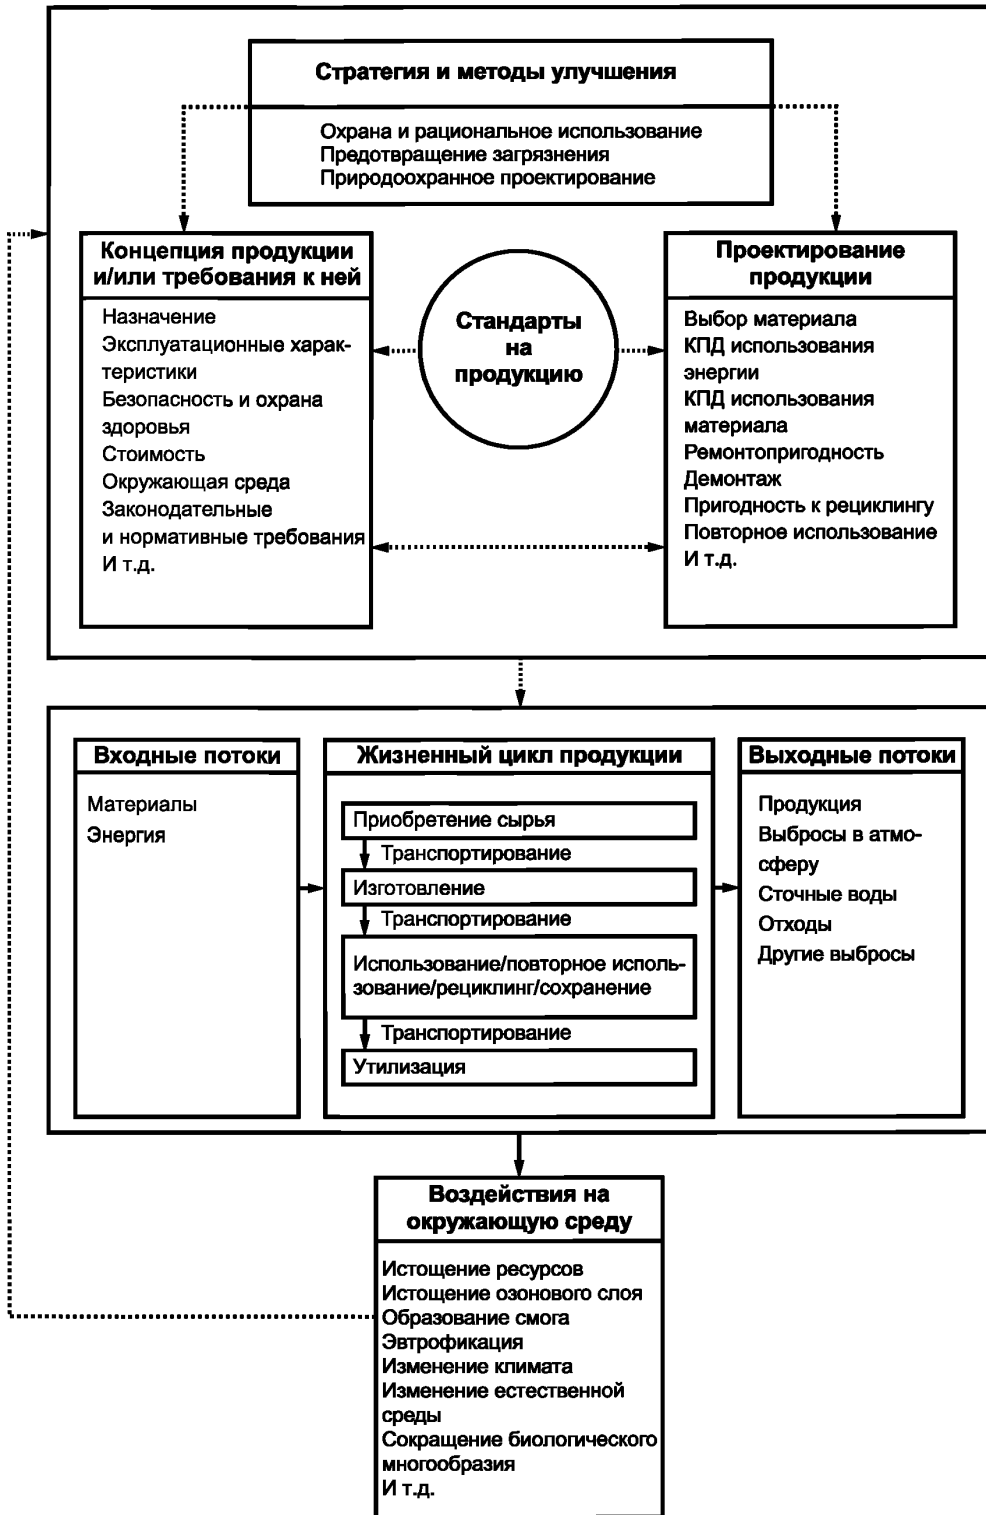 Стратегия и методы улучшения
Охрана и рациональное использование
Предотвращение загрязнения
Природоохранное проектирование
Концепция продукции
и/или требования к ней
Назначение
Эксплуатационные харак-
теристики
Безопасность и охрана
здоровья
Стоимость
Окружающая среда
Законодательные
и нормативные требования
И т.д.
Стандарты
на
продукцию
Проектирование
продукции
Выбор материала
КПД использования
энергии
КПД использования
материала
Ремонтопригодность
Демонтаж
Пригодность к рециклингу
Повторное использование
И т.д.
Входные потоки
Материалы
Энергия
Жизненный цикл продукции
Приобретение сырья
Транспортирование
Изготовление
Транспортирование
Использование/повторное исполь-
зование/рециклинг/сохранение
Транспортирование
Утилизация
Выходные потоки
Продукция
Выбросы в атмо-
сферу
Сточные воды
Отходы
Другие выбросы
Воздействия на
окружающую среду
Истощение ресурсов
Истощение озонового слоя
Образование смога
Эвтрофикация
Изменение климата
Изменение естественной
среды
Сокращение биологического
многообразия
И т.д.